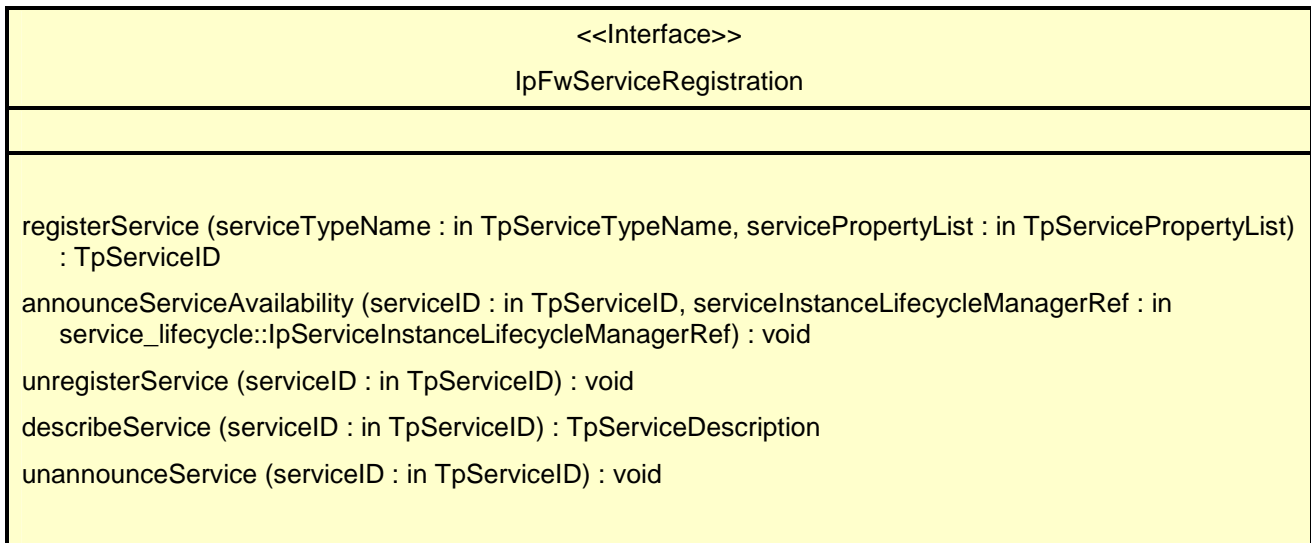 <<Interface>>
IpFwServiceRegistration
registerService (serviceTypeName : in TpServiceTypeName, servicePropertyList : in TpServicePropertyList)
: TpServiceID
announceServiceAvailability (serviceID : in TpServiceID, serviceInstanceLifecycleManagerRef : in
service_lifecycle::IpServiceInstanceLifecycleManagerRef) : void
unregisterService (serviceID : in TpServiceID) : void
describeService (serviceID : in TpServiceID) : TpServiceDescription
unannounceService (serviceID : in TpServiceID) : void